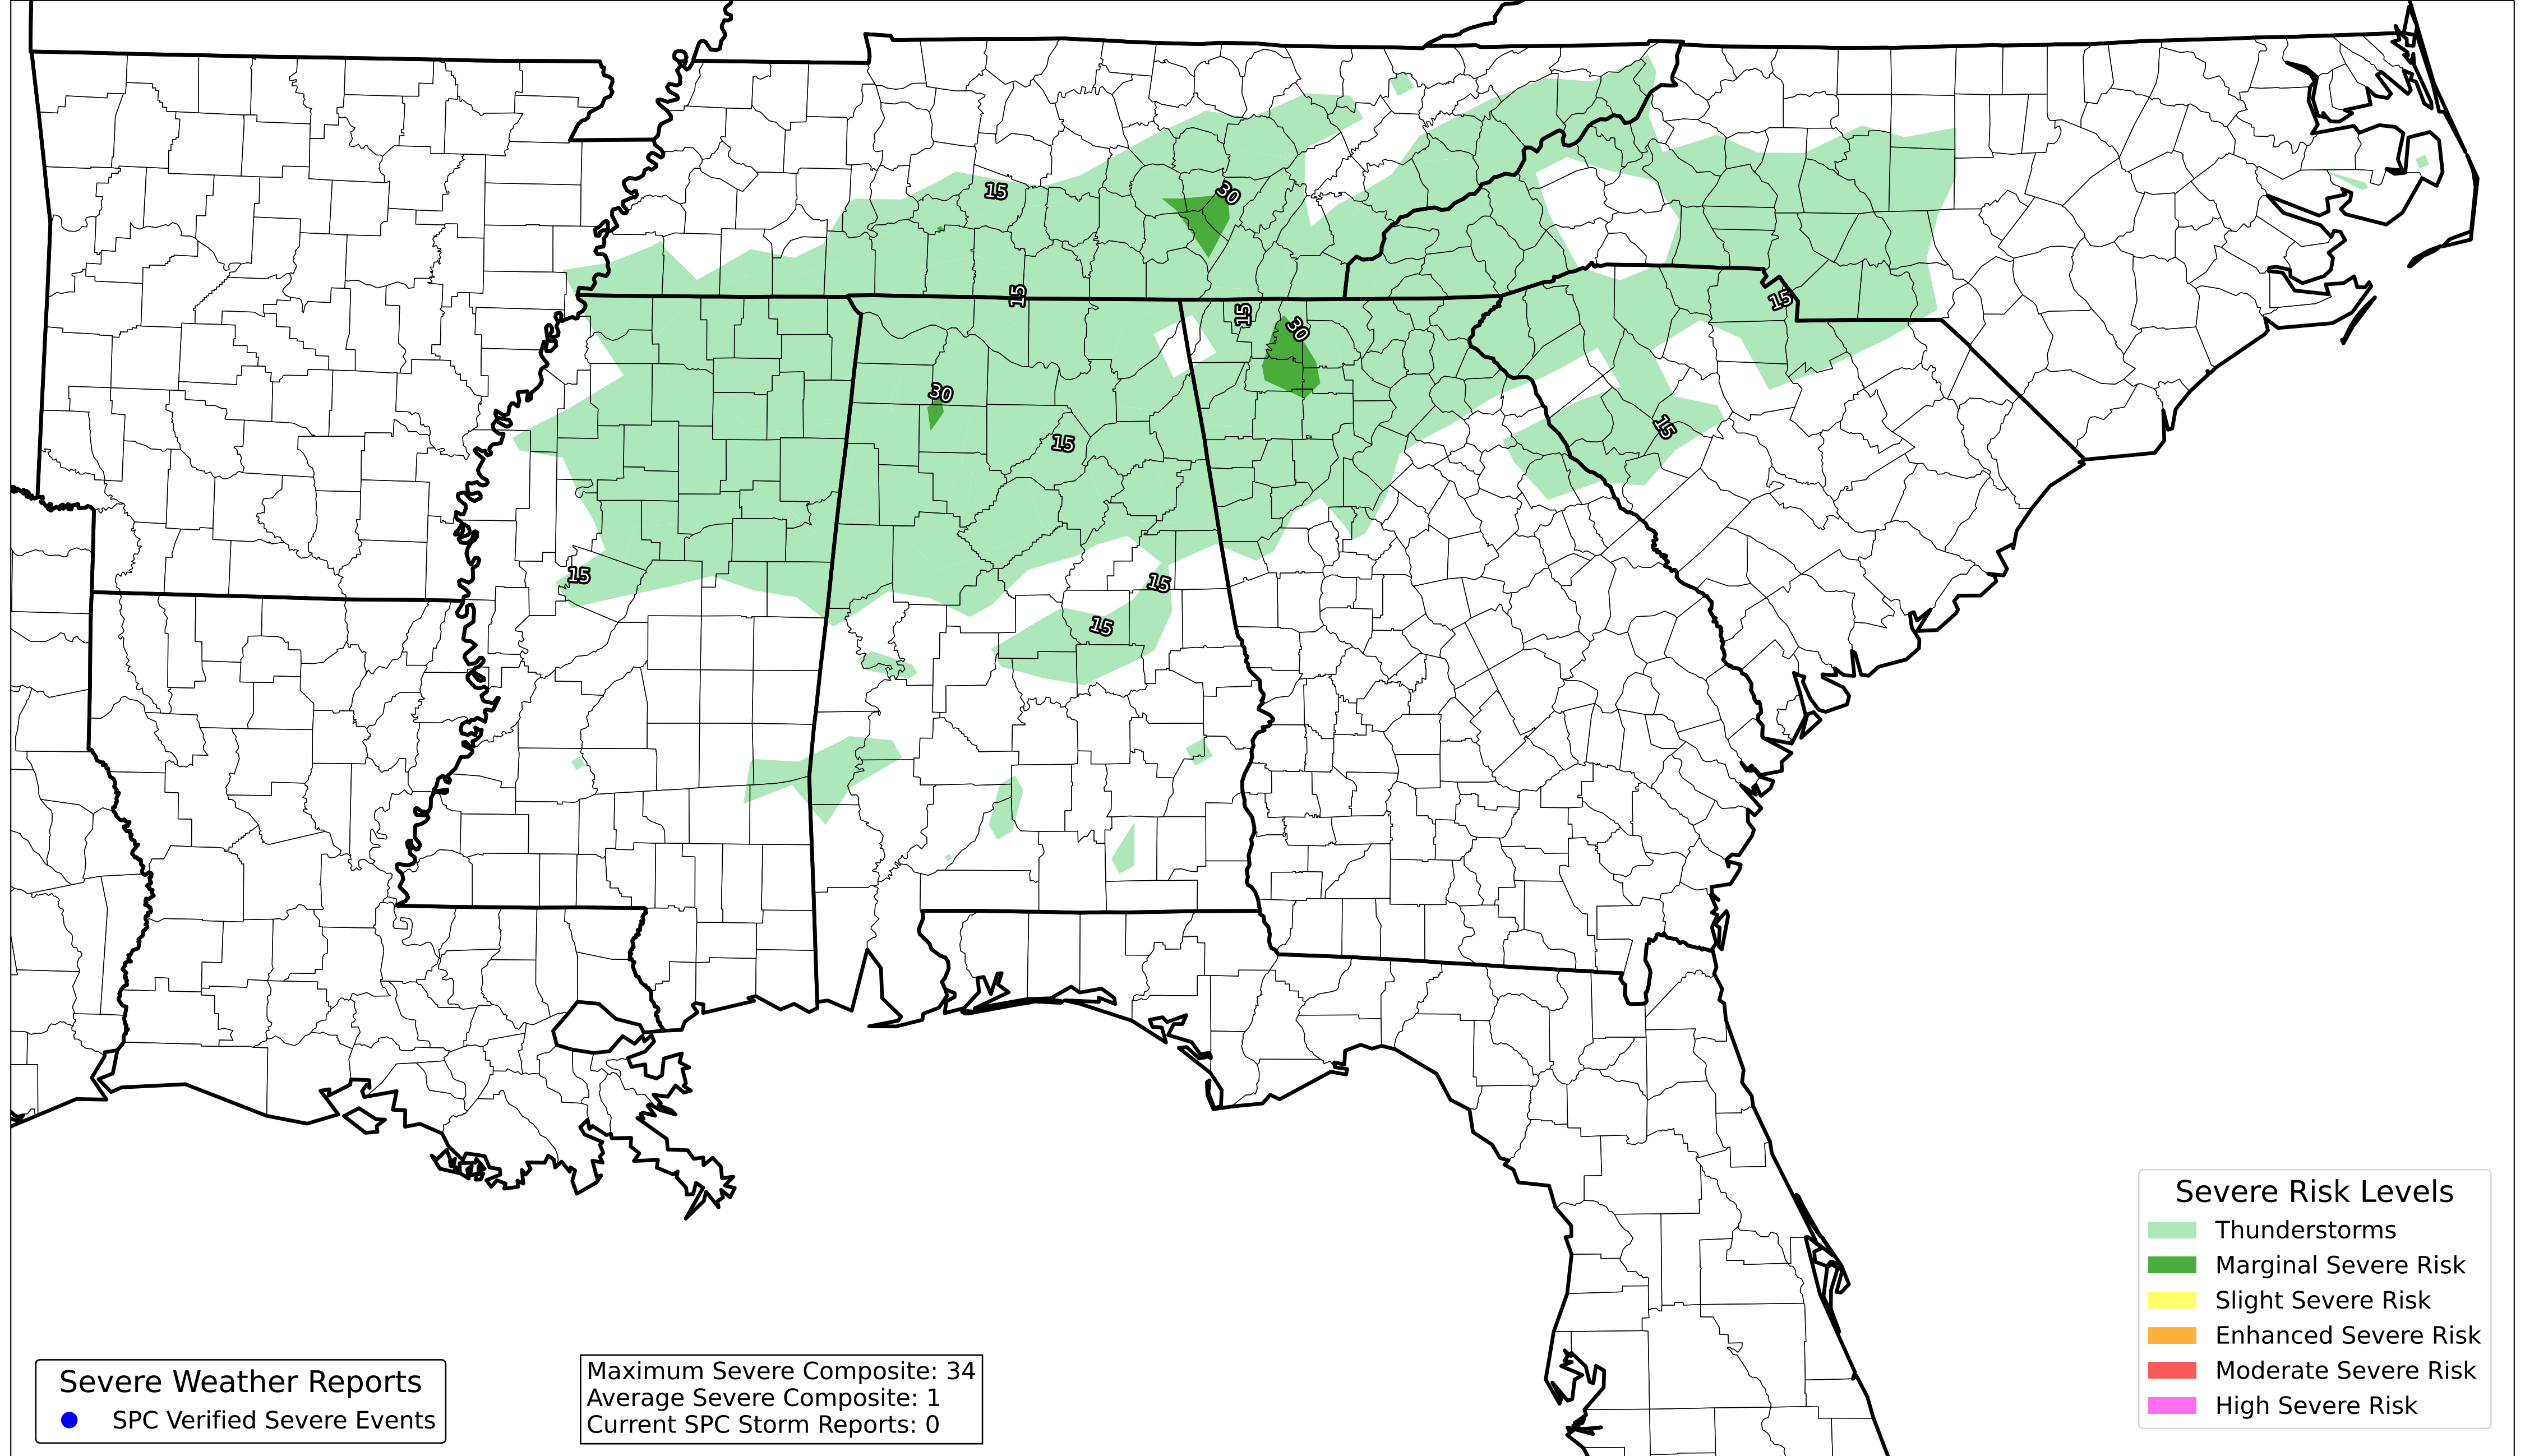 15
30
15
15
15
30
30
15
15
15
15
15
Severe Risk Levels
Thunderstorms
Marginal Severe Risk
Slight Severe Risk
Enhanced Severe Risk
Moderate Severe Risk
High Severe Risk
Severe Weather Reports
SPC Verified Severe Events
Maximum Severe Composite: 34
Average Severe Composite: 1
Current SPC Storm Reports: 0